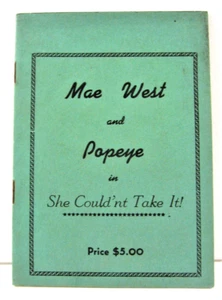 Mae West
and
Popeye
in
She Could'nt Take It!
*************************
Price $5.00